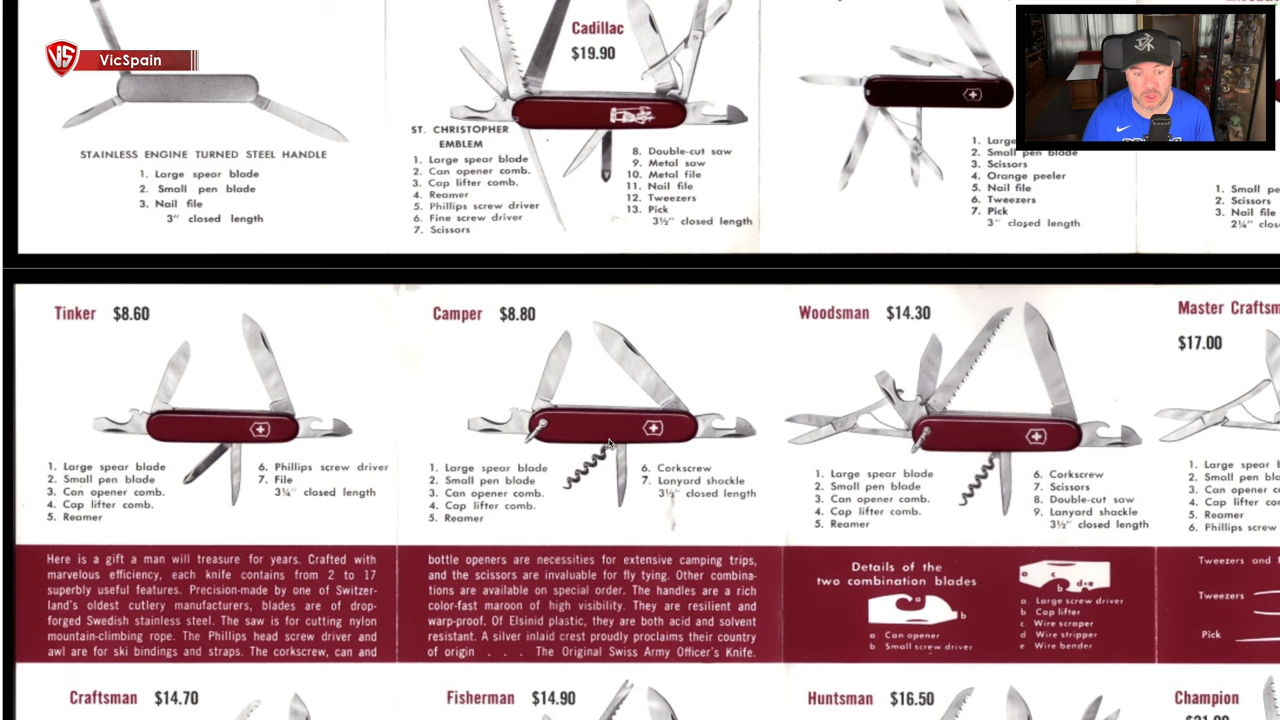 VicSpain
STAINLESS ENGINE TURNED STEEL HANDLE
1. Large spear blade
2. Small pen blade
3. Nail file
3" closed length
Cadillac
$19.90
ST. CHRISTOPHER
EMBLEM
1. Large spear blade
2. Can opener comb.
3. Cap lifter comb.
4. Reamer
5. Phillips screw driver
6. Fine screw driver
7. Scissors
8. Double-cut saw
9. Metal saw
10. Metal file
11. Nail file
12. Tweezers
13. Pick
3½" closed length
1. Large
2. Small pen blade
3. Scissors
4. Orange peeler
5. Nail file
6. Tweezers
7. Pick
3" closed length
1. Small pe
2. Scissors
3. Nail file
2¼" clos
Tinker $8.60
1. Large spear blade
2. Small pen blade
3. Can opener comb.
4. Cap lifter comb.
5. Reamer
6. Phillips screw driver
7. File
3¼" closed length
Camper $8.80
1. Large spear blade
2. Small pen blade
3. Can opener comb.
4. Cap lifter comb.
5. Reamer
6. Corkscrew
7. Lanyard shackle
3½" closed length
Woodsman $14.30
1. Large spear blade
2. Small pen blade
3. Can opener comb.
4. Cap lifter comb.
5. Reamer
6. Corkscrew
7. Scissors
8. Double-cut saw
9. Lanyard shackle
3½" closed length
Master Craftsm
$17.00
1. Large spear b
2. Small pen bla
3. Can opener c
4. Cap lifter com
5. Reamer
6. Phillips screw
Here is a gift a man will treasure for years. Crafted with
marvelous efficiency, each knife contains from 2 to 17
superbly useful features. Precision-made by one of Switzer-
land's oldest cutlery manufacturers, blades are of drop-
forged Swedish stainless steel. The saw is for cutting nylon
mountain-climbing rope. The Phillips head screw driver and
awl are for ski bindings and straps. The corkscrew, can and
bottle openers are necessities for extensive camping trips,
and the scissors are invaluable for fly tying. Other combina-
tions are available on special order. The handles are a rich
color-fast maroon of high visibility. They are resilient and
warp-proof. Of Elsinid plastic, they are both acid and solvent
resistant. A silver inlaid crest proudly proclaims their country
of origin . . . The Original Swiss Army Officer's Knife.
Details of the
two combination blades
a
b
a Can opener
b Small screw driver
a
c
b
d-e
a Large screw driver
b Cap lifter
c Wire scraper
d Wire stripper
e Wire bender
Tweezers and
Tweezers
Pick
Craftsman $14.70
Fisherman $14.90
Huntsman $16.50
Champion